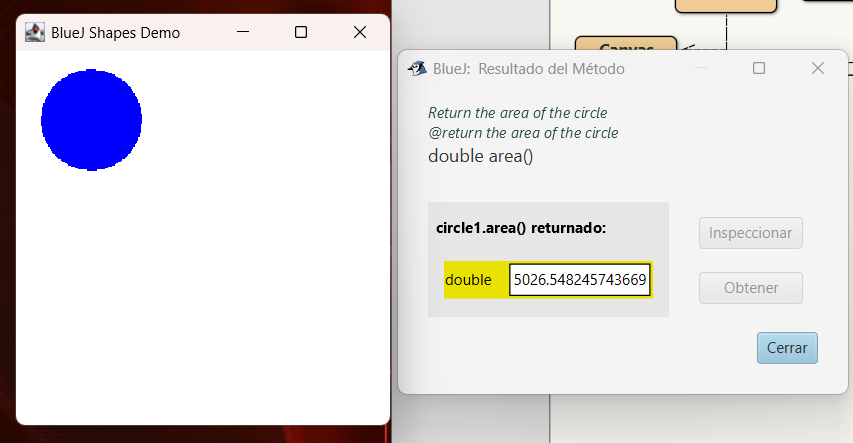 BlueJ Shapes Demo
Canvas
BlueJ: Resultado del Método
Return the area of the circle
@return the area of the circle
double area()
circle1.area() returnado:
Inspeccionar
double 5026.548245743669
Obtener
Cerrar